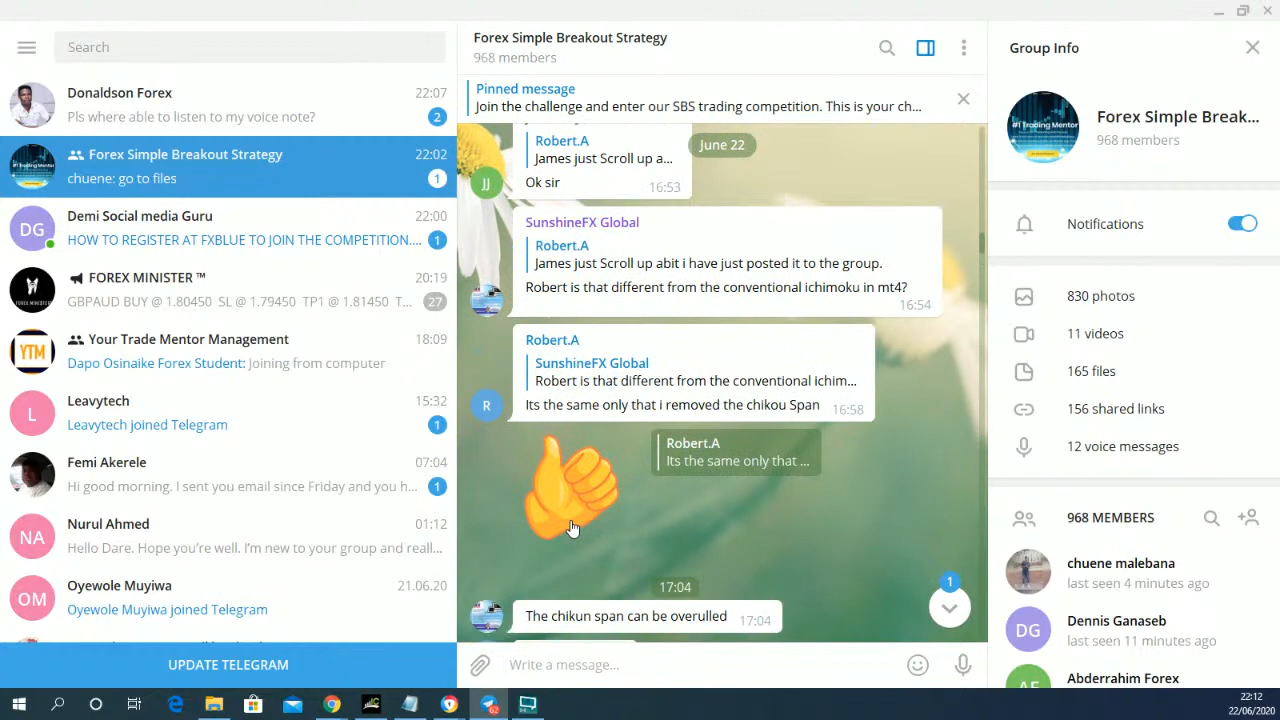 Search
Donaldson Forex 22:07
Pls where able to listen to my voice note? 2
Forex Simple Breakout Strategy 22:02
chuene: go to files 1
DG
Demi Social media Guru 22:00
HOW TO REGISTER AT FXBLUE TO JOIN THE COMPETITION.... 1
FOREX MINISTER ™ 20:19
GBPAUD BUY @ 1.80450 SL @ 1.79450 TP1 @ 1.81450 T... 27
YTM
Your Trade Mentor Management 18:09
Dapo Osinaike Forex Student: Joining from computer
L
Leavytech 15:32
Leavytech joined Telegram 1
Femi Akerele 07:04
Hi good morning. I sent you email since Friday and you h... 1
NA
Nurul Ahmed 01:12
Hello Dare. Hope you're well. I'm new to your group and reall...
OM
Oyewole Muyiwa 21.06.20
Oyewole Muyiwa joined Telegram
UPDATE TELEGRAM
Forex Simple Breakout Strategy
968 members
Pinned message
Join the challenge and enter our SBS trading competition. This is your ch...
June 22
Robert.A
James just Scroll up a...
JJ
Ok sir 16:53
SunshineFX Global
Robert.A
James just Scroll up abit i have just posted it to the group.
Robert is that different from the conventional ichimoku in mt4?
16:54
Robert.A
SunshineFX Global
Robert is that different from the conventional ichim...
R
Its the same only that i removed the chikou Span 16:58
Robert.A
Its the same only that ...
17:04
The chikun span can be overulled 17:04
1
Write a message...
Group Info
#1 Trading Mentor
Forex Simple Break...
968 members
Notifications
830 photos
11 videos
165 files
156 shared links
12 voice messages
968 MEMBERS
chuene malebana
last seen 4 minutes ago
DG
Dennis Ganaseb
last seen 11 minutes ago
Abderrahim Forex
62
22:12
22/06/2020